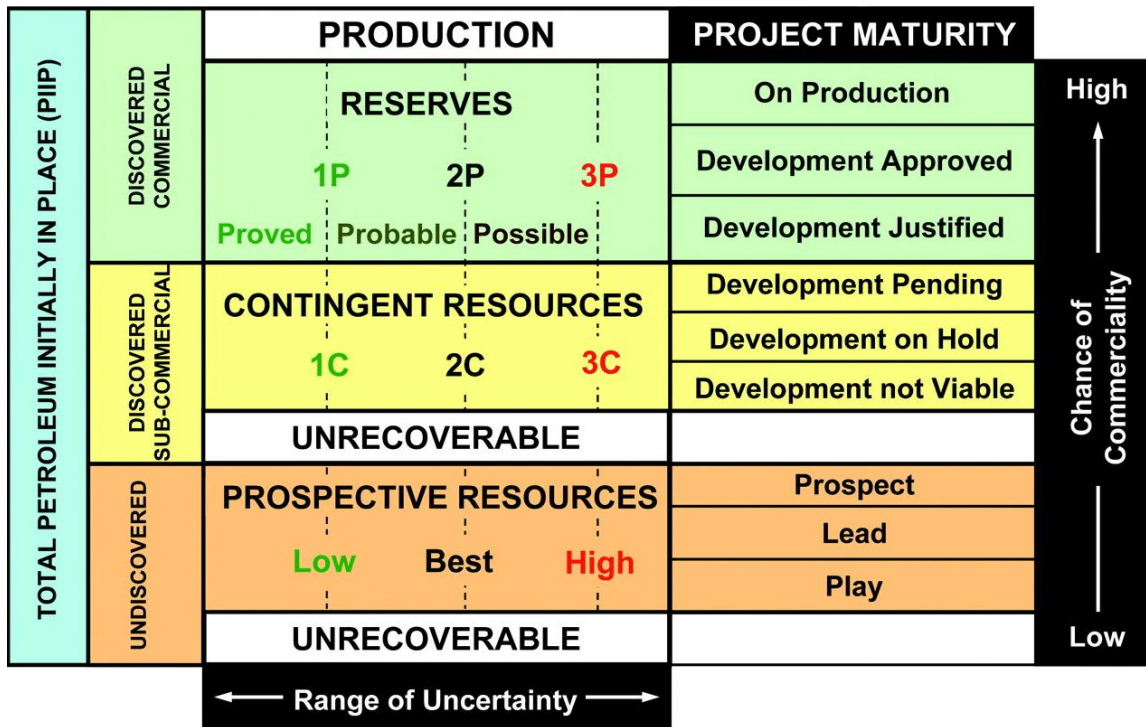 TOTAL PETROLEUM INITIALLY IN PLACE (PIIP)
DISCOVERED
COMMERCIAL
DISCOVERED
SUB-COMMERCIAL
UNDISCOVERED
PRODUCTION
RESERVES
1P 2P 3P
Proved Probable Possible
CONTINGENT RESOURCES
1C 2C 3C
UNRECOVERABLE
PROSPECTIVE RESOURCES
Low Best High
UNRECOVERABLE
Range of Uncertainty
PROJECT MATURITY
On Production
Development Approved
Development Justified
Development Pending
Development on Hold
Development not Viable
Prospect
Lead
Play
High
Chance of
Commerciality
Low